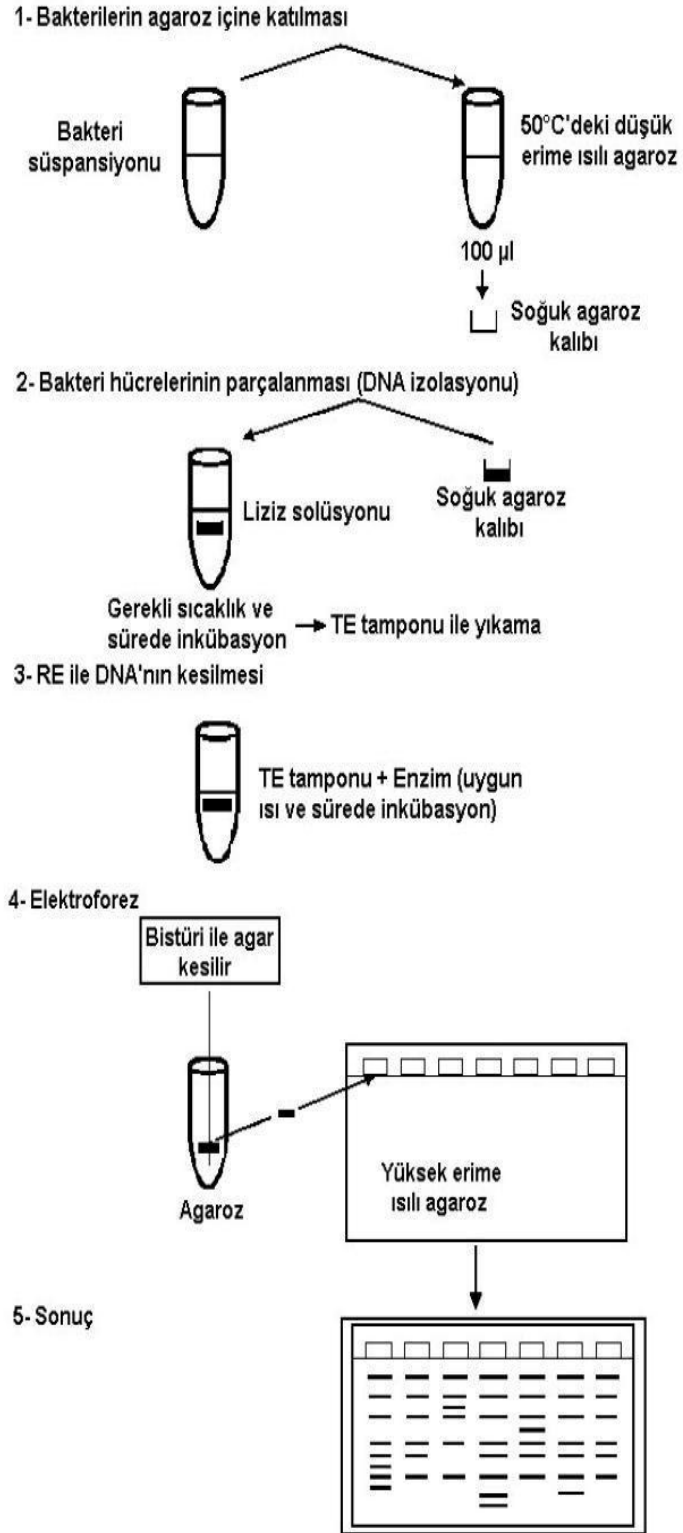 1- Bakterilerin agaroz içine katılması
Bakteri
süspansiyonu
50°C'deki düşük
erime ısılı agaroz
100 µl
Soğuk agaroz
kalıbı
2- Bakteri hücrelerinin parçalanması (DNA izolasyonu)
Liziz solüsyonu
Soğuk agaroz
kalıbı
Gerekli sıcaklık ve
sürede inkübasyon
TE tamponu ile yıkama
3- RE ile DNA'nın kesilmesi
TE tamponu + Enzim (uygun
ısı ve sürede inkübasyon)
4- Elektroforez
Bistüri ile agar
kesilir
Agaroz
Yüksek erime
ısılı agaroz
5- Sonuç